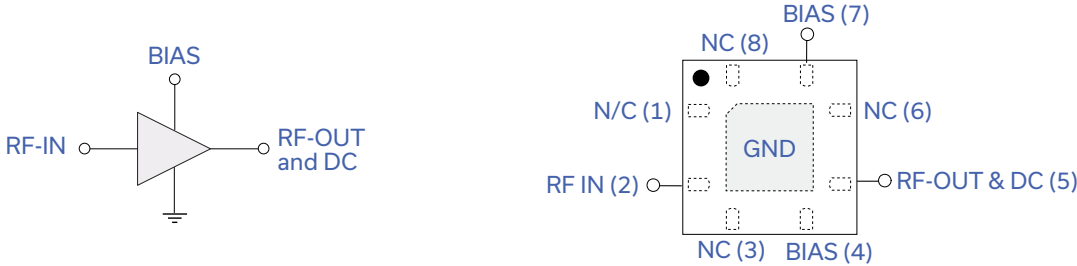 BIAS
RF-IN
RF-OUT
and DC
BIAS (7)
NC (8)
N/C (1)
NC (6)
GND
RF IN (2)
RF-OUT & DC (5)
NC (3)
BIAS (4)